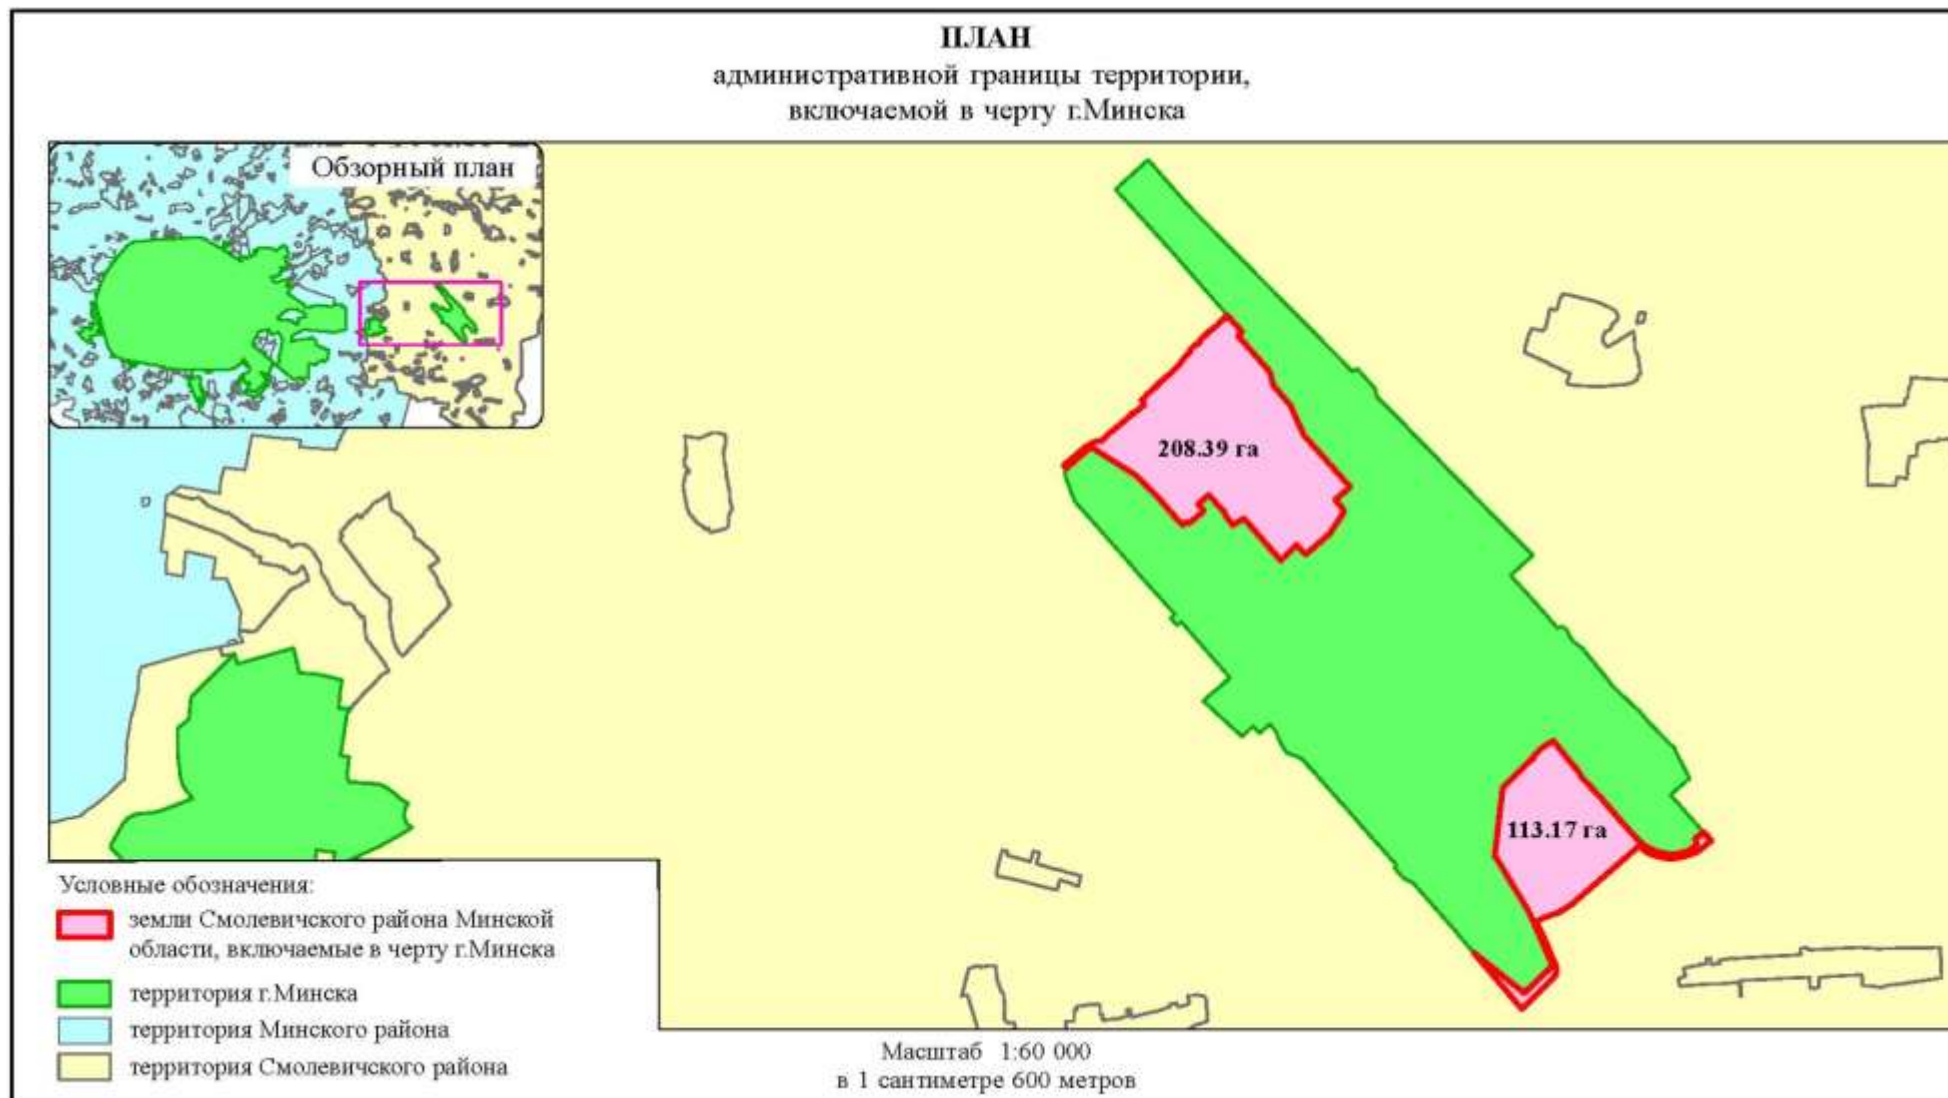 ПЛАН
административной границы территории,
включаемой в черту г.Минска
Обзорный план
208.39 га
113.17 га
Условные обозначения:
земли Смолевичского района Минской
области, включаемые в черту г.Минска
территория г.Минска
территория Минского района
территория Смолевичского района
Масштаб 1:60 000
в 1 сантиметре 600 метров